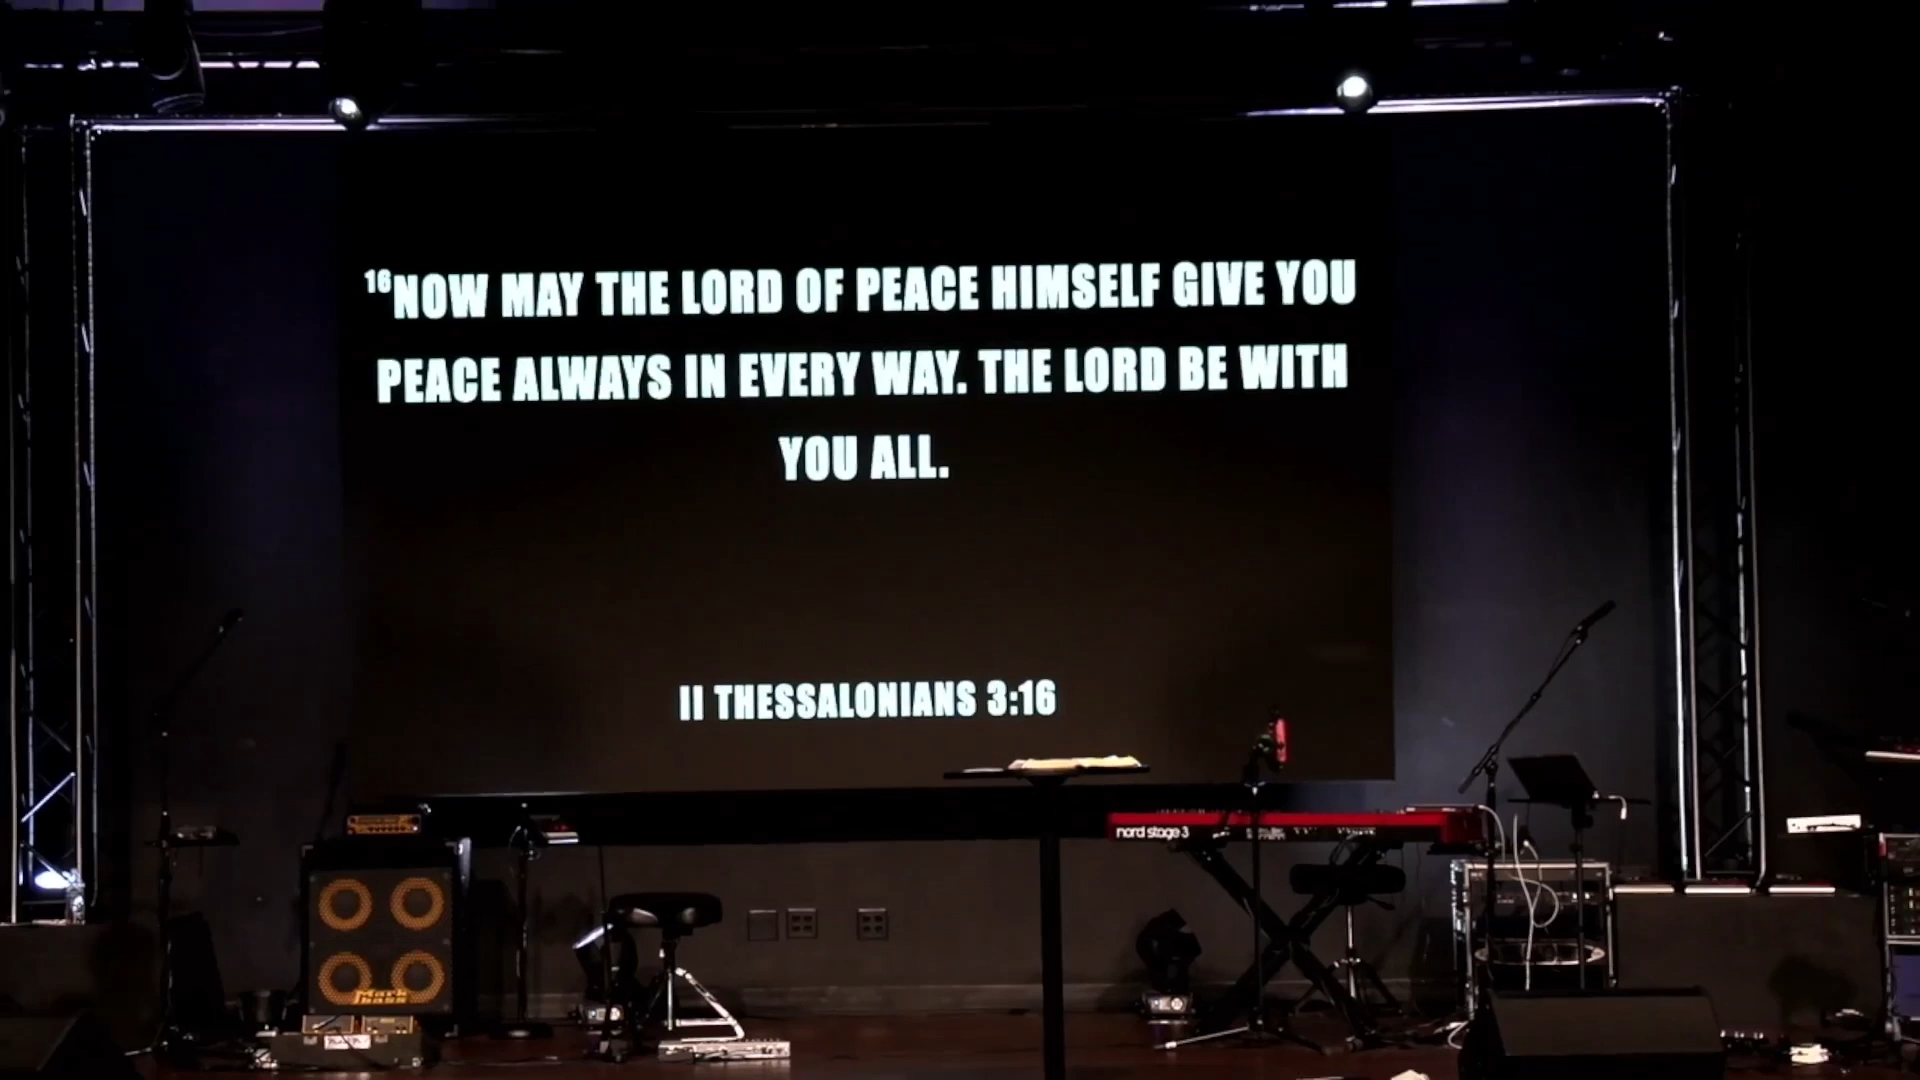 ¹⁶NOW MAY THE LORD OF PEACE HIMSELF GIVE YOU
PEACE ALWAYS IN EVERY WAY. THE LORD BE WITH
YOU ALL.
II THESSALONIANS 3:16
nord stage 3
Mark
bass